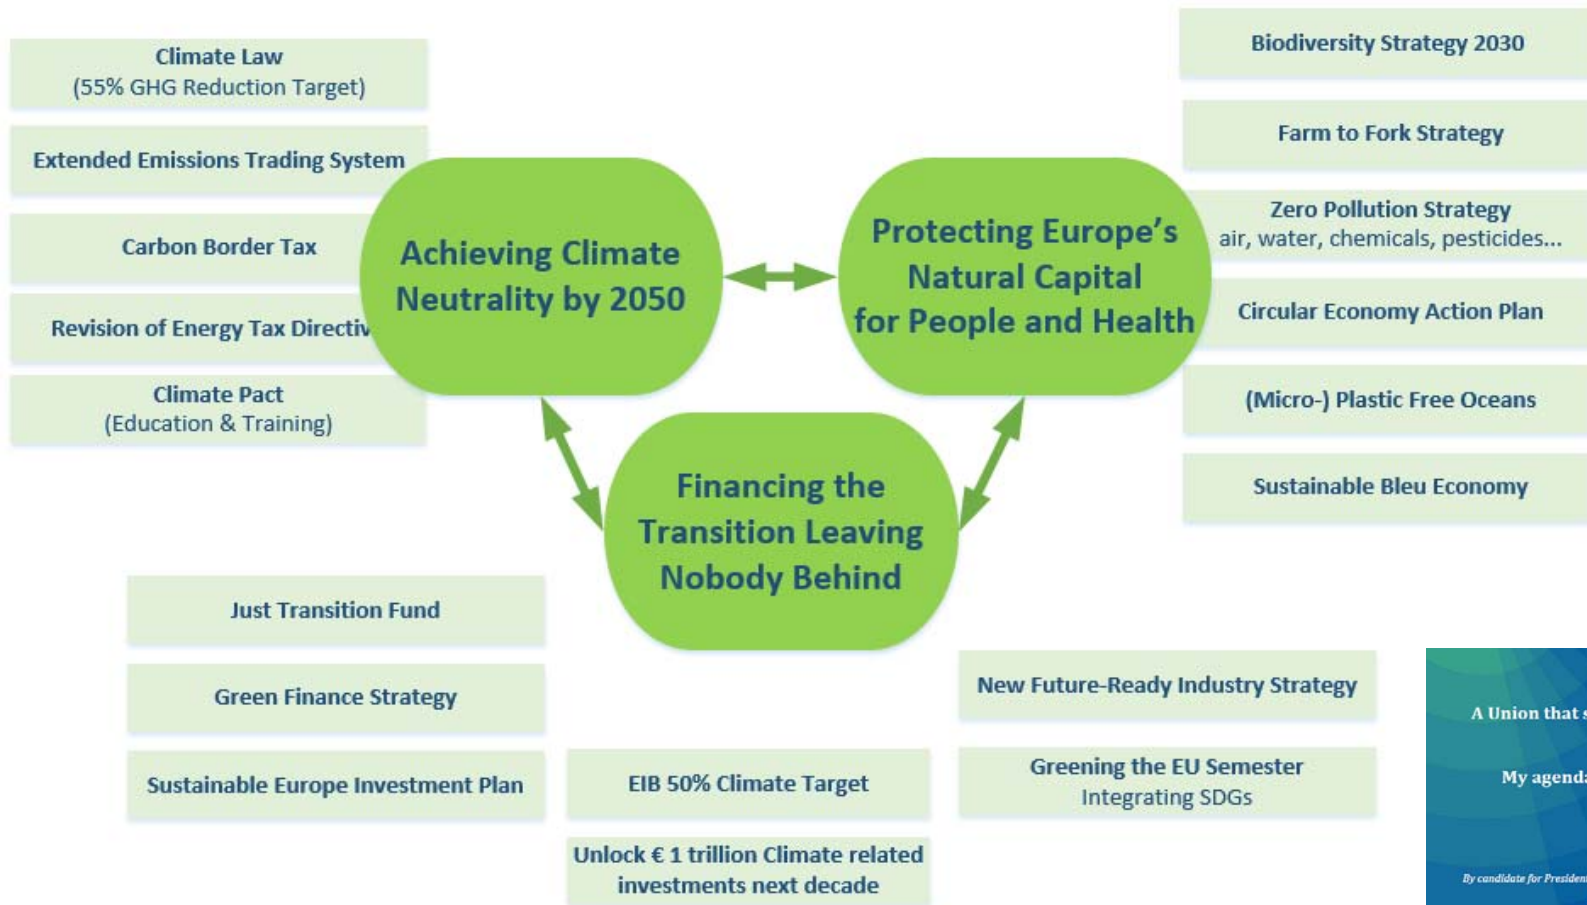 Climate Law
(55% GHG Reduction Target)
Extended Emissions Trading System
Carbon Border Tax
Revision of Energy Tax Directiv
Climate Pact
(Education & Training)
Achieving Climate
Neutrality by 2050
Protecting Europe’s
Natural Capital
for People and Health
Biodiversity Strategy 2030
Farm to Fork Strategy
Zero Pollution Strategy
air, water, chemicals, pesticides...
Circular Economy Action Plan
(Micro-) Plastic Free Oceans
Sustainable Bleu Economy
Financing the
Transition Leaving
Nobody Behind
Just Transition Fund
Green Finance Strategy
Sustainable Europe Investment Plan
EIB 50% Climate Target
Unlock € 1 trillion Climate related
investments next decade
New Future-Ready Industry Strategy
Greening the EU Semester
Integrating SDGs
A Union that s
My agenda
By candidate for President